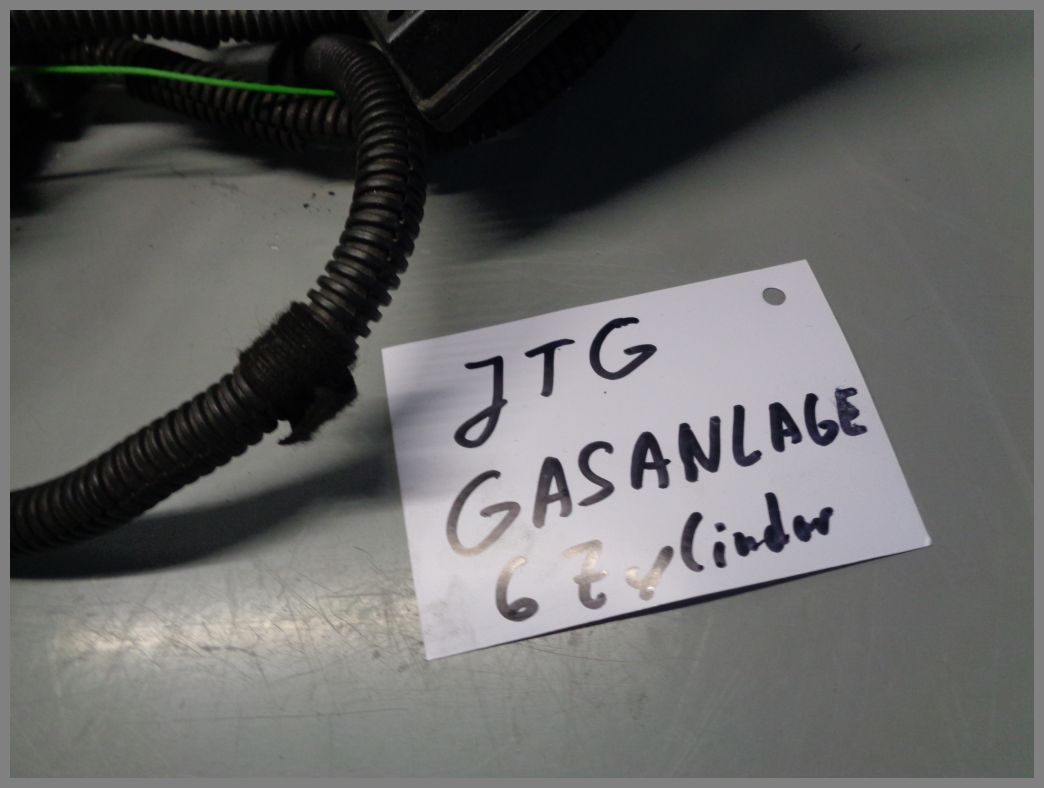 JTG
GASANLAGE
6 Zylinder